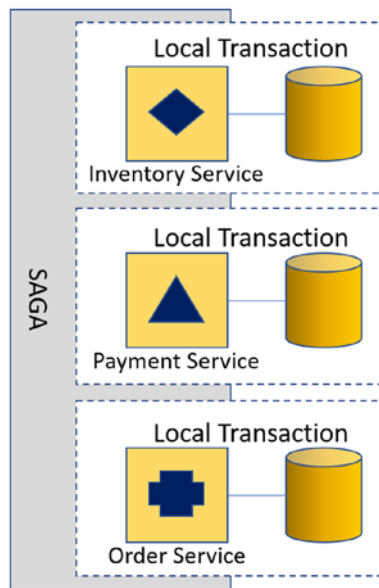 Local Transaction
Inventory Service
SAGA
Local Transaction
Payment Service
Local Transaction
Order Service